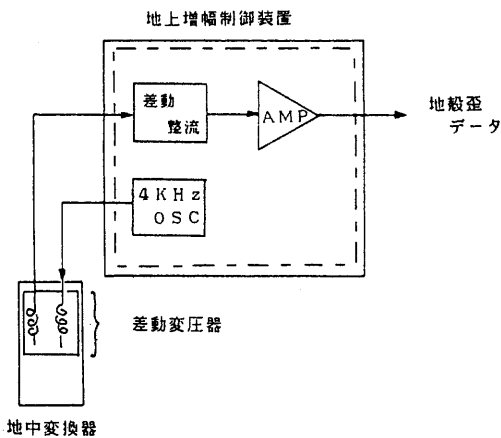 地上増幅制御装置
差動
整流
AMP
地殻歪
データ
4KHz
OSC
差動変圧器
地中変換器